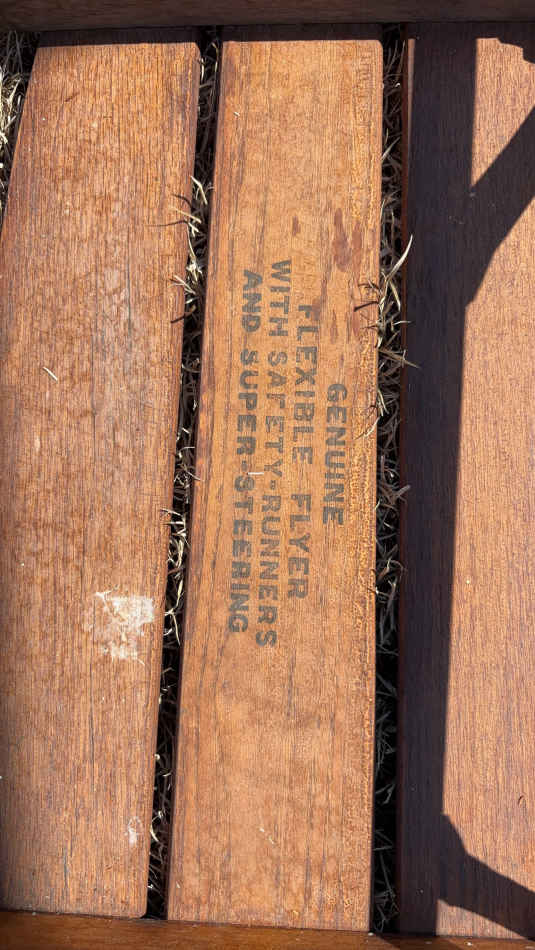 GENUINE
FLEXIBLE FLYER
WITH SAFETY-RUNNERS
AND SUPER-STEERING